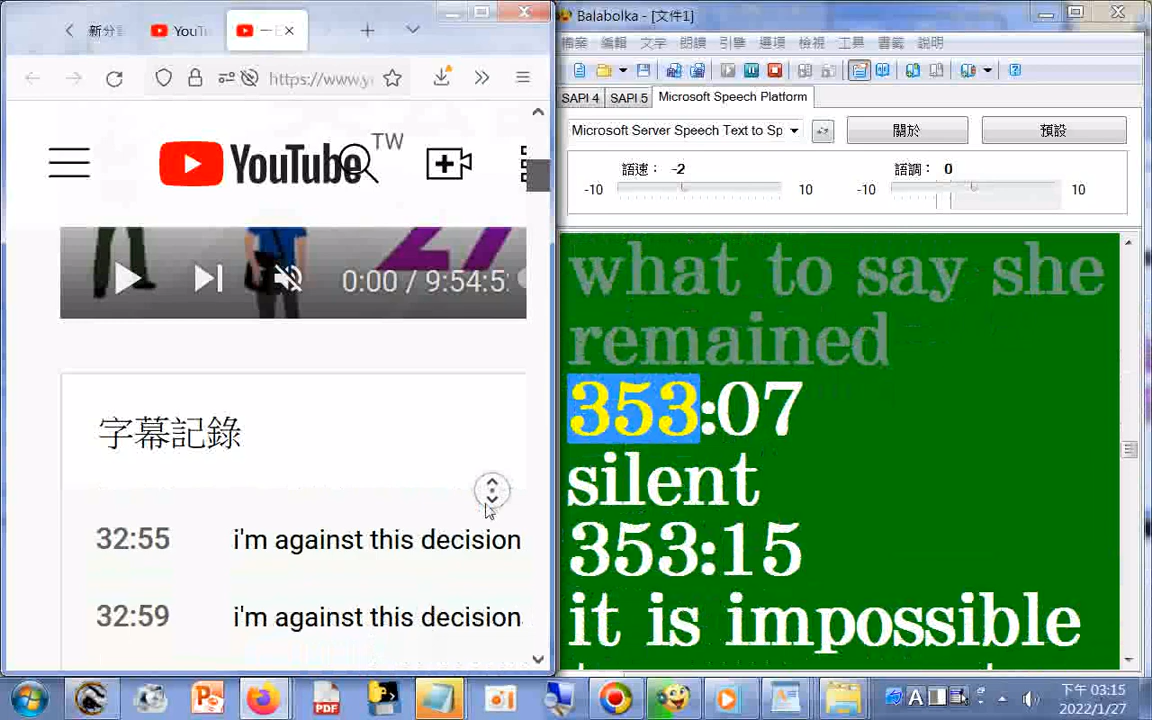 新分
YouT
一 E
https://www.y
YouTube
TW
27
0:00 / 9:54:5
字幕記錄
32:55 i'm against this decision
32:59 i'm against this decision
Balabolka - [文件1]
檔案 編輯 文字 朗讀 引擎 選項 檢視 工具 書籤 說明
SAPI 4 SAPI 5 Microsoft Speech Platform
Microsoft Server Speech Text to Sp 關於 預設
語速: -2 語調: 0
-10 10 -10 10
what to say she
remained
353:07
silent
353:15
it is impossible
PDF
A
下午 03:15
2022/1/27